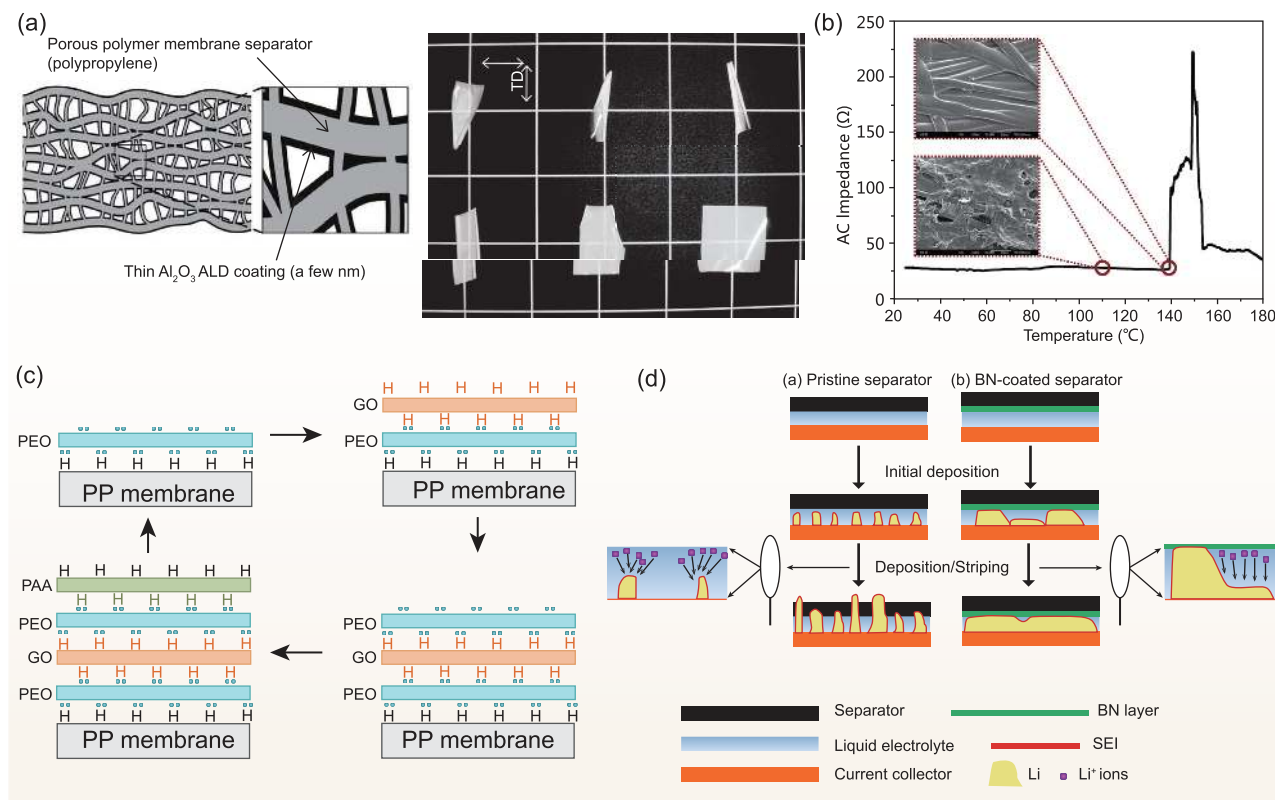 (a)
Porous polymer membrane separator
(polypropylene)
Thin Al₂O₃ ALD coating (a few nm)
TD
(b)
AC Impedance (Ω)
250
200
150
100
50
0
20
40
60
80
100
120
140
160
180
Temperature (℃)
(c)
PEO
H H H H H H
PP membrane
H H H H H H
GO
H H H H H
PEO
H H H H H H
PP membrane
H H H H H H
PAA
H H H H H
PEO
H H H H H H
GO
H H H H H
PEO
H H H H H H
PP membrane
PEO
H H H H H H
GO
H H H H H
PEO
H H H H H H
PP membrane
(d)
(a) Pristine separator
(b) BN-coated separator
Initial deposition
Deposition/Striping
Separator
BN layer
Liquid electrolyte
SEI
Current collector
Li
Li⁺ ions